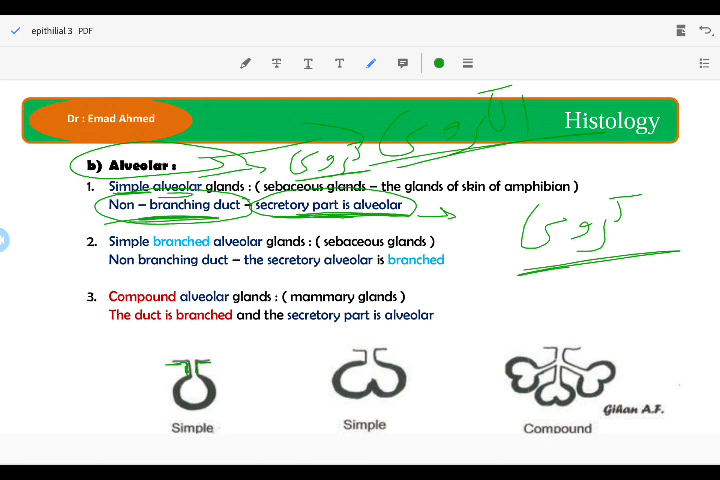 epithilial 3 PDF
Dr : Emad Ahmed
Histology
b) Alveolar :
1. Simple alveolar glands : ( sebaceous glands – the glands of skin of amphibian )
Non – branching duct – secretory part is alveolar
2. Simple branched alveolar glands : ( sebaceous glands )
Non branching duct – the secretory alveolar is branched
3. Compound alveolar glands : ( mammary glands )
The duct is branched and the secretory part is alveolar
Gihan A.F.
Simple
Simple
Compound